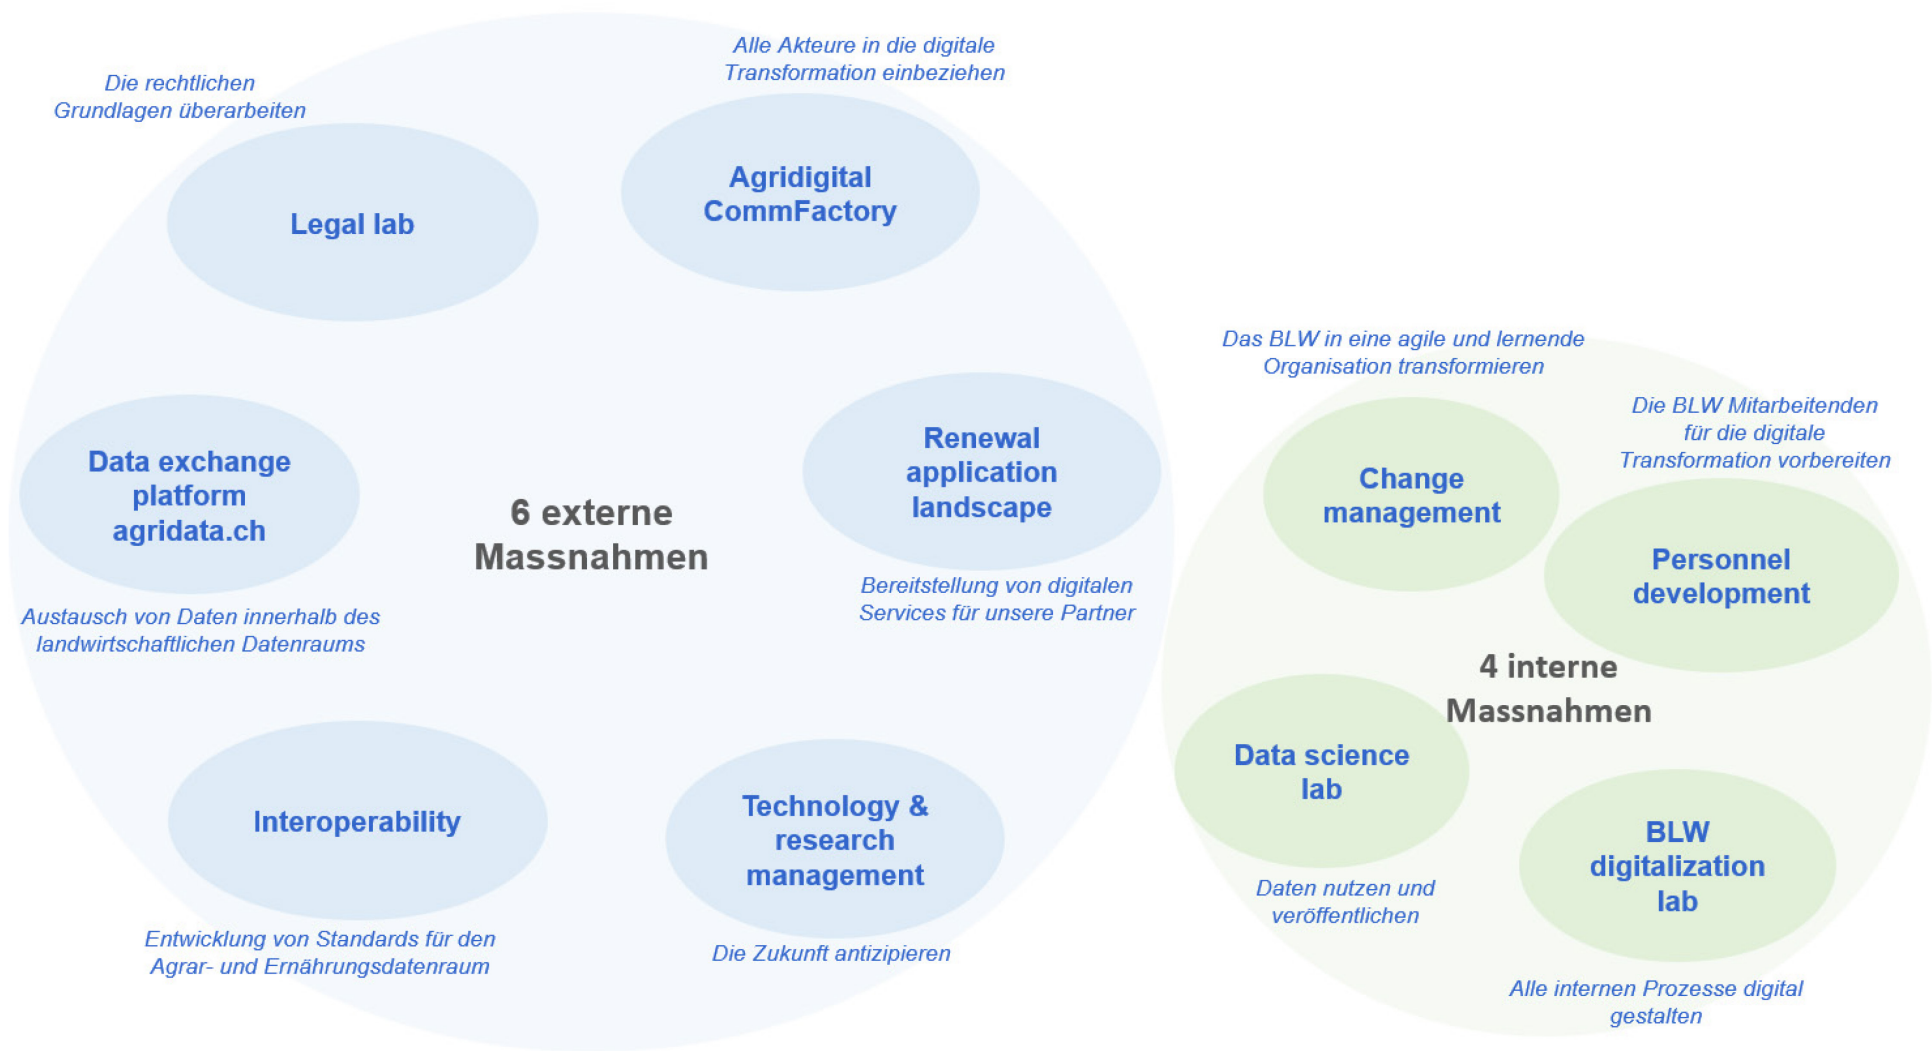 Die rechtlichen
Grundlagen überarbeiten
Legal lab
Alle Akteure in die digitale
Transformation einbeziehen
Agridigital
CommFactory
Data exchange
platform
agridata.ch
Austausch von Daten innerhalb des
landwirtschaftlichen Datenraums
6 externe
Massnahmen
Renewal
application
landscape
Bereitstellung von digitalen
Services für unsere Partner
Interoperability
Entwicklung von Standards für den
Agrar- und Ernährungsdatenraum
Technology &
research
management
Die Zukunft antizipieren
Das BLW in eine agile und lernende
Organisation transformieren
Change
management
Die BLW Mitarbeitenden
für die digitale
Transformation vorbereiten
Personnel
development
4 interne
Massnahmen
Data science
lab
Daten nutzen und
veröffentlichen
BLW
digitalization
lab
Alle internen Prozesse digital
gestalten